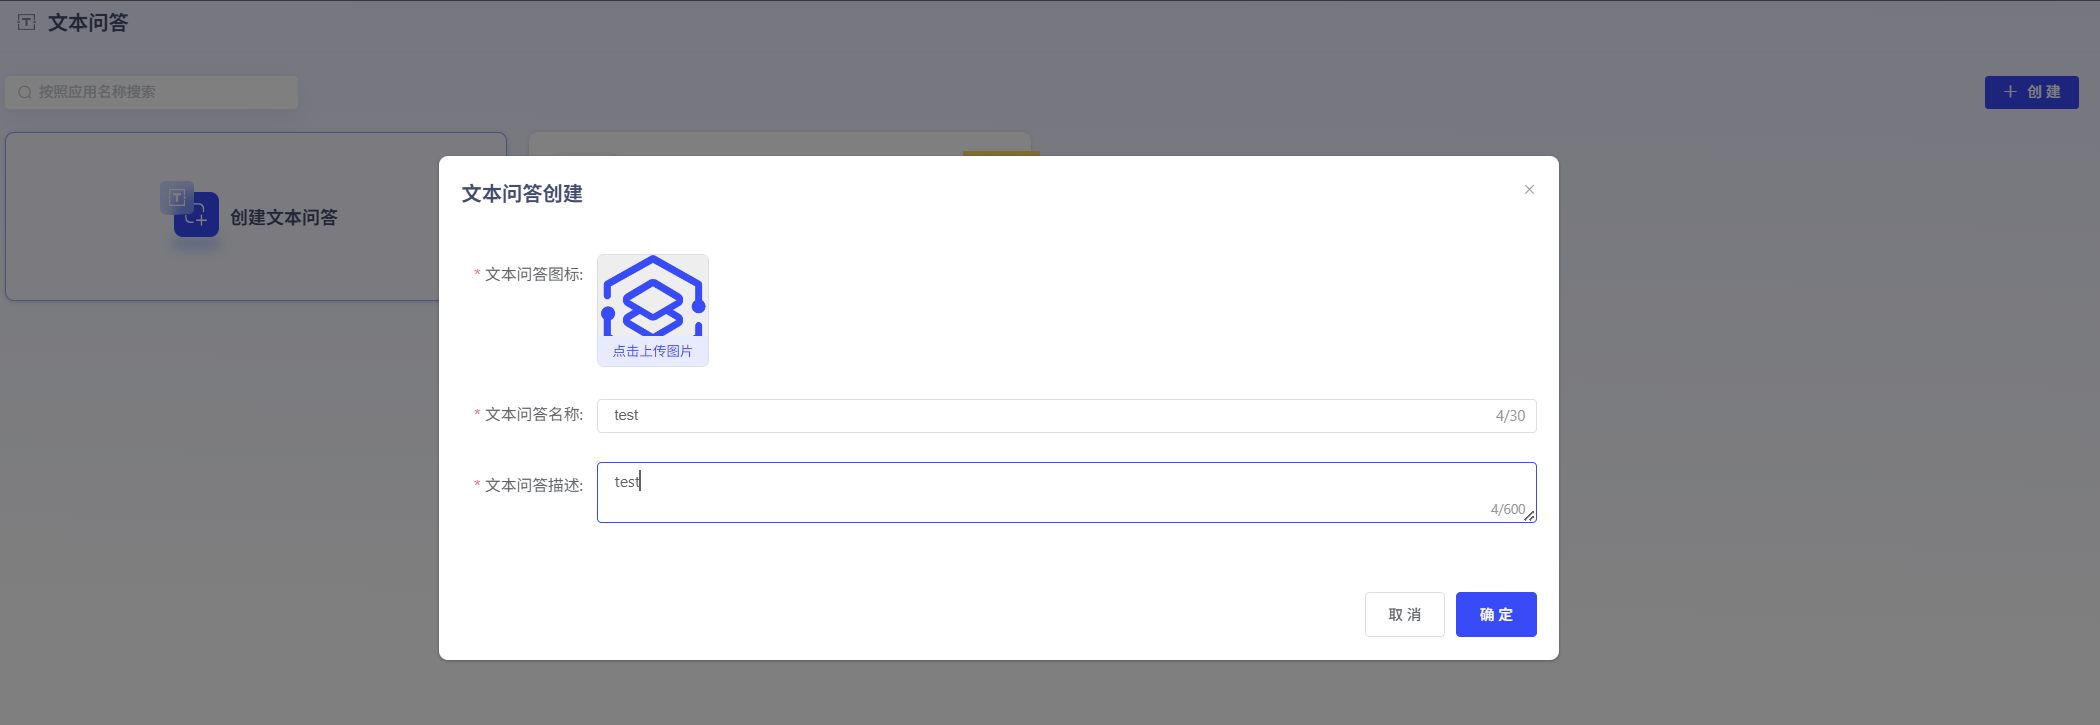 文本问答
按照应用名称搜索
创 建
创建文本问答
文本问答创建
* 文本问答图标:
点击上传图片
* 文本问答名称:
test
4/30
* 文本问答描述:
test
4/600
取 消
确 定